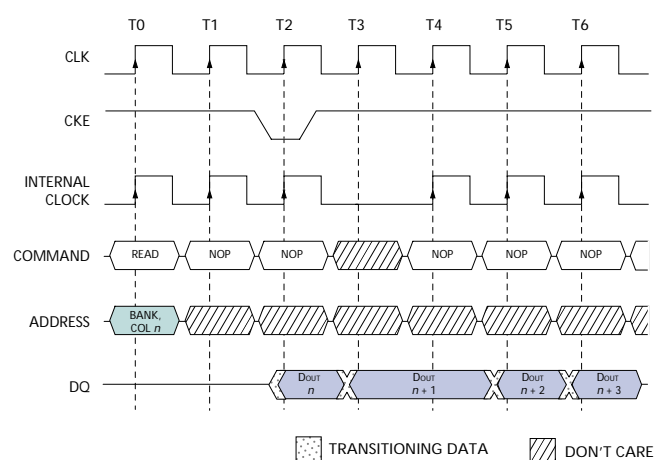 T0 T1 T2 T3 T4 T5 T6
CLK
CKE
INTERNAL
CLOCK
COMMAND READ NOP NOP NOP NOP NOP
ADDRESS BANK,
COL n
DQ DOUT DOUT DOUT DOUT
n n + 1 n + 2 n + 3
TRANSITIONING DATA DON'T CARE